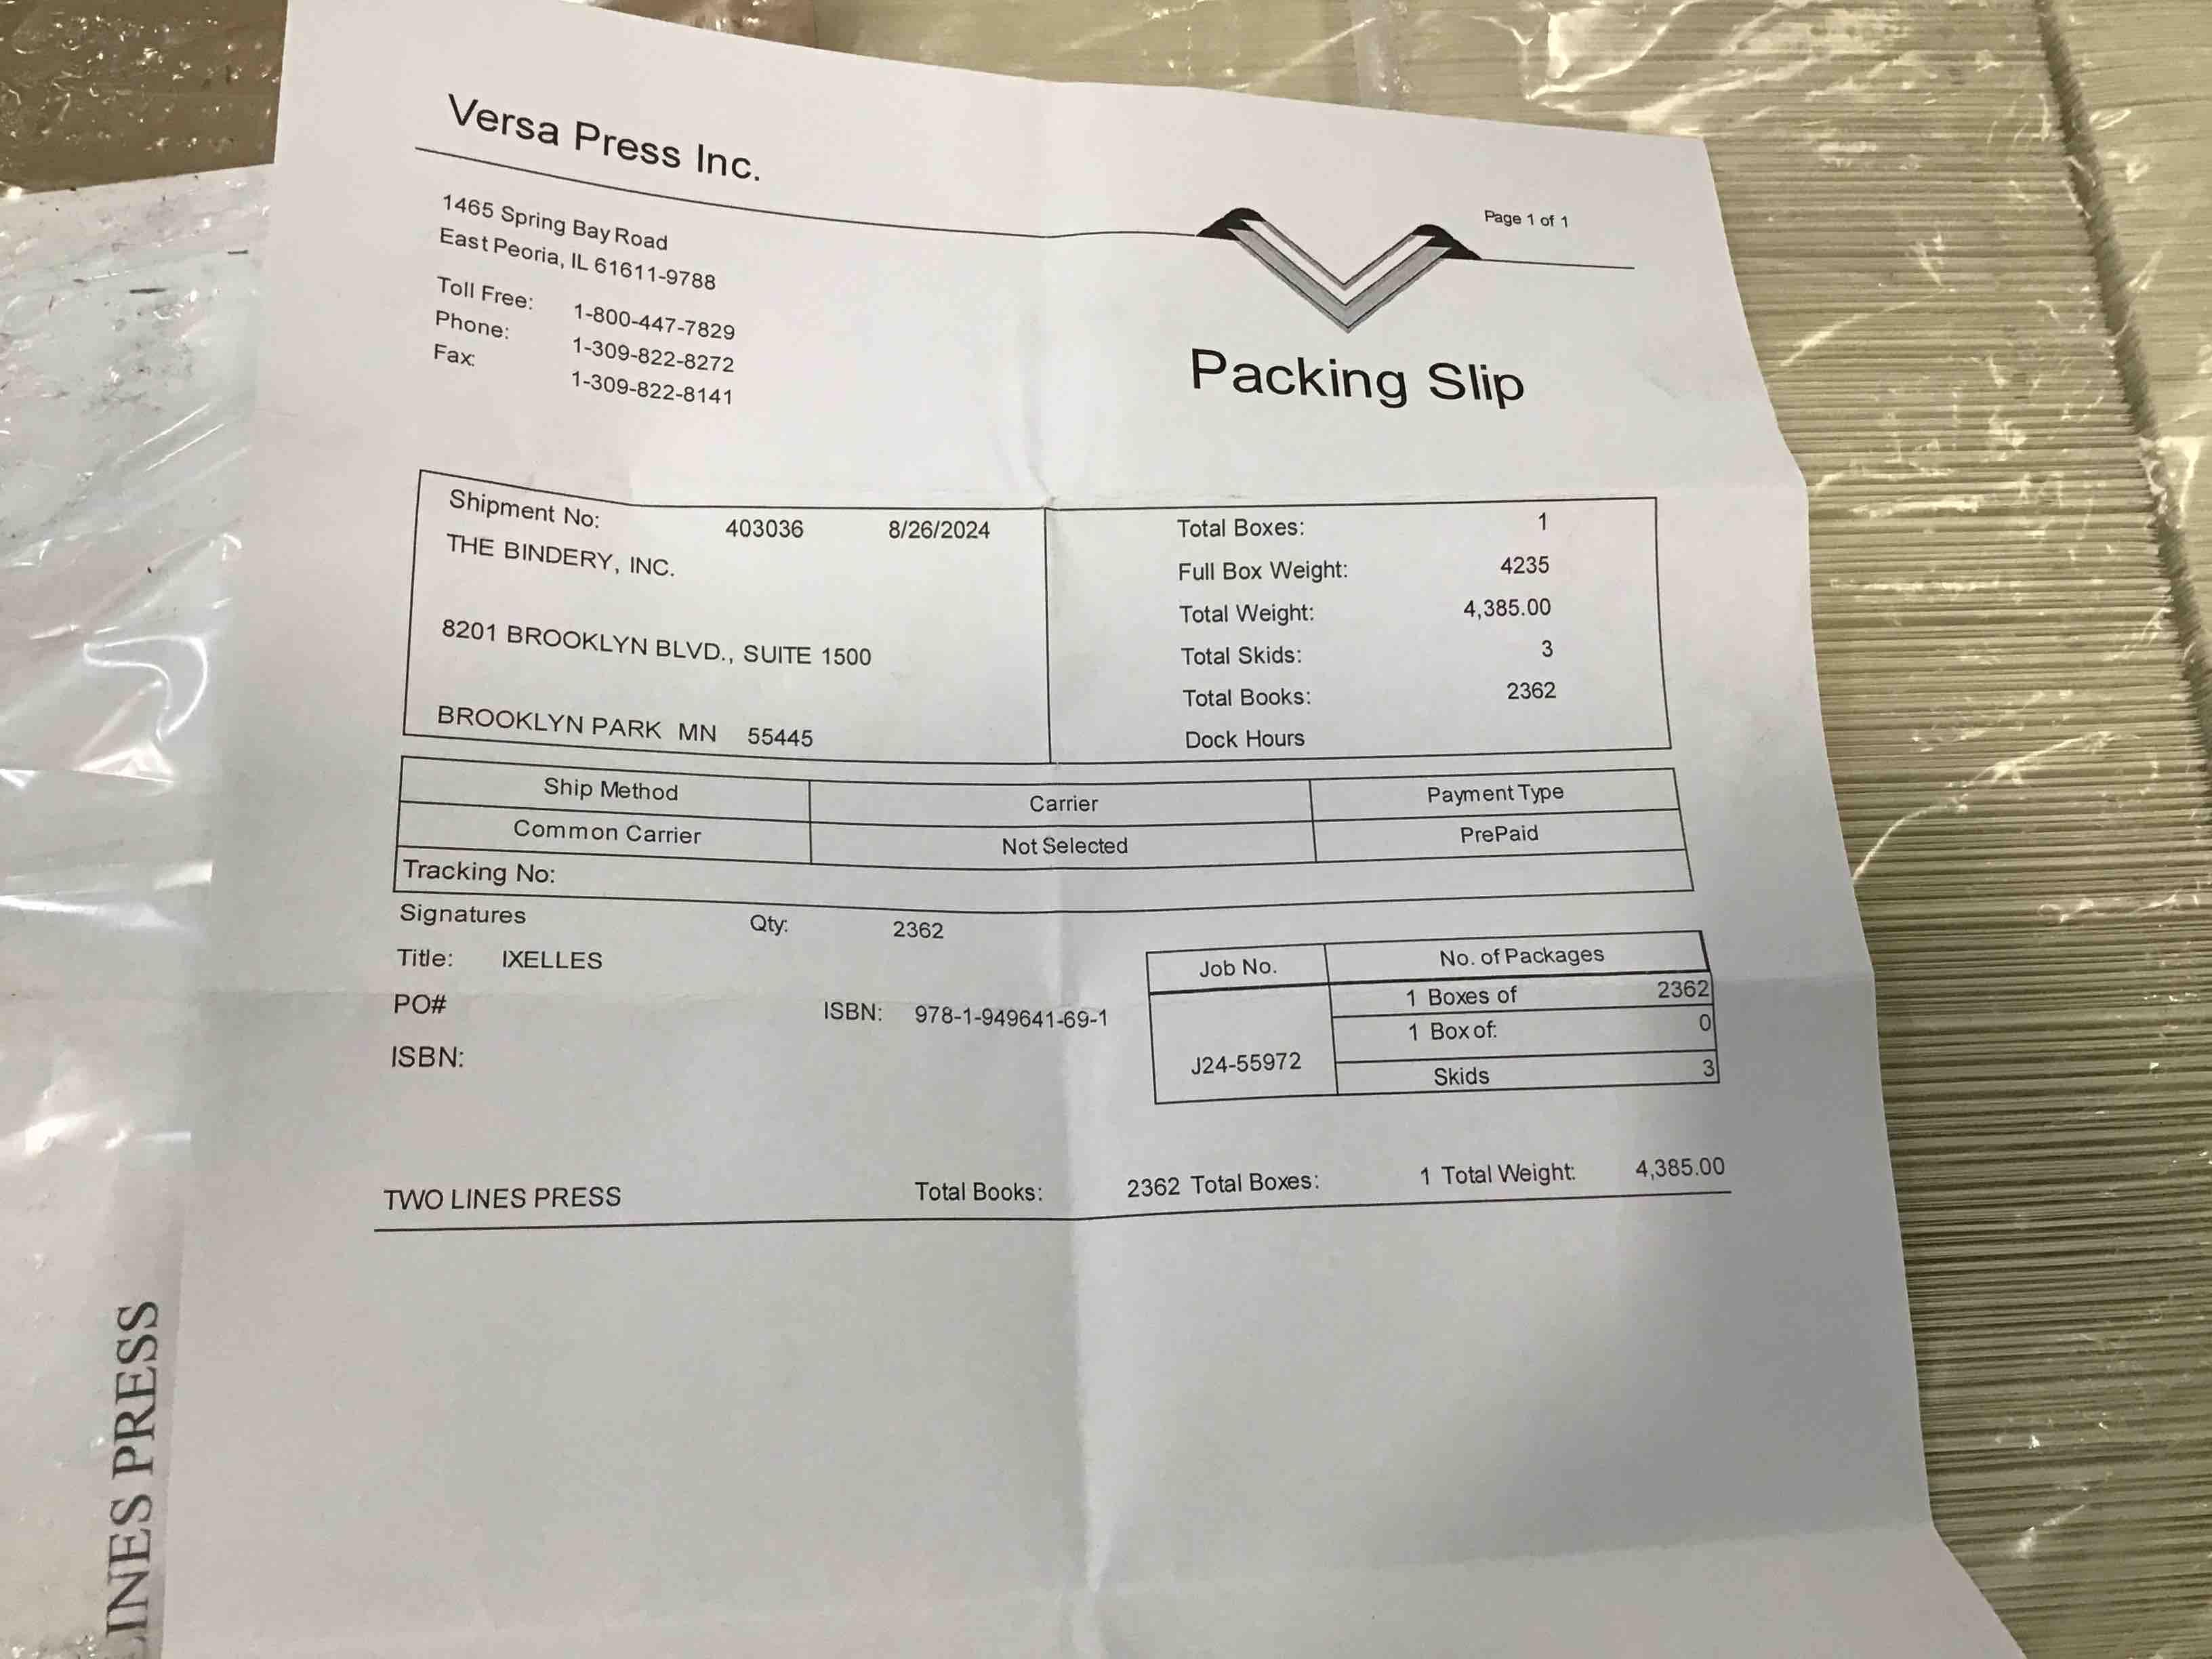 Versa Press Inc.
Page 1 of 1
1465 Spring Bay Road
East Peoria, IL 61611-9788
Toll Free: 1-800-447-7829
Phone: 1-309-822-8272
Fax: 1-309-822-8141
Packing Slip
Shipment No: 403036 8/26/2024
THE BINDERY, INC.
8201 BROOKLYN BLVD., SUITE 1500
BROOKLYN PARK MN 55445
Total Boxes: 1
Full Box Weight: 4235
Total Weight: 4,385.00
Total Skids: 3
Total Books: 2362
Dock Hours
Ship Method Carrier Payment Type
Common Carrier Not Selected PrePaid
Tracking No:
Signatures Qty: 2362
Title: IXELLES
PO# ISBN: 978-1-949641-69-1
ISBN:
Job No. No. of Packages
1 Boxes of 2362
1 Box of: 0
J24-55972
Skids 3
TWO LINES PRESS Total Books: 2362 Total Boxes: 1 Total Weight: 4,385.00
LINES PRESS